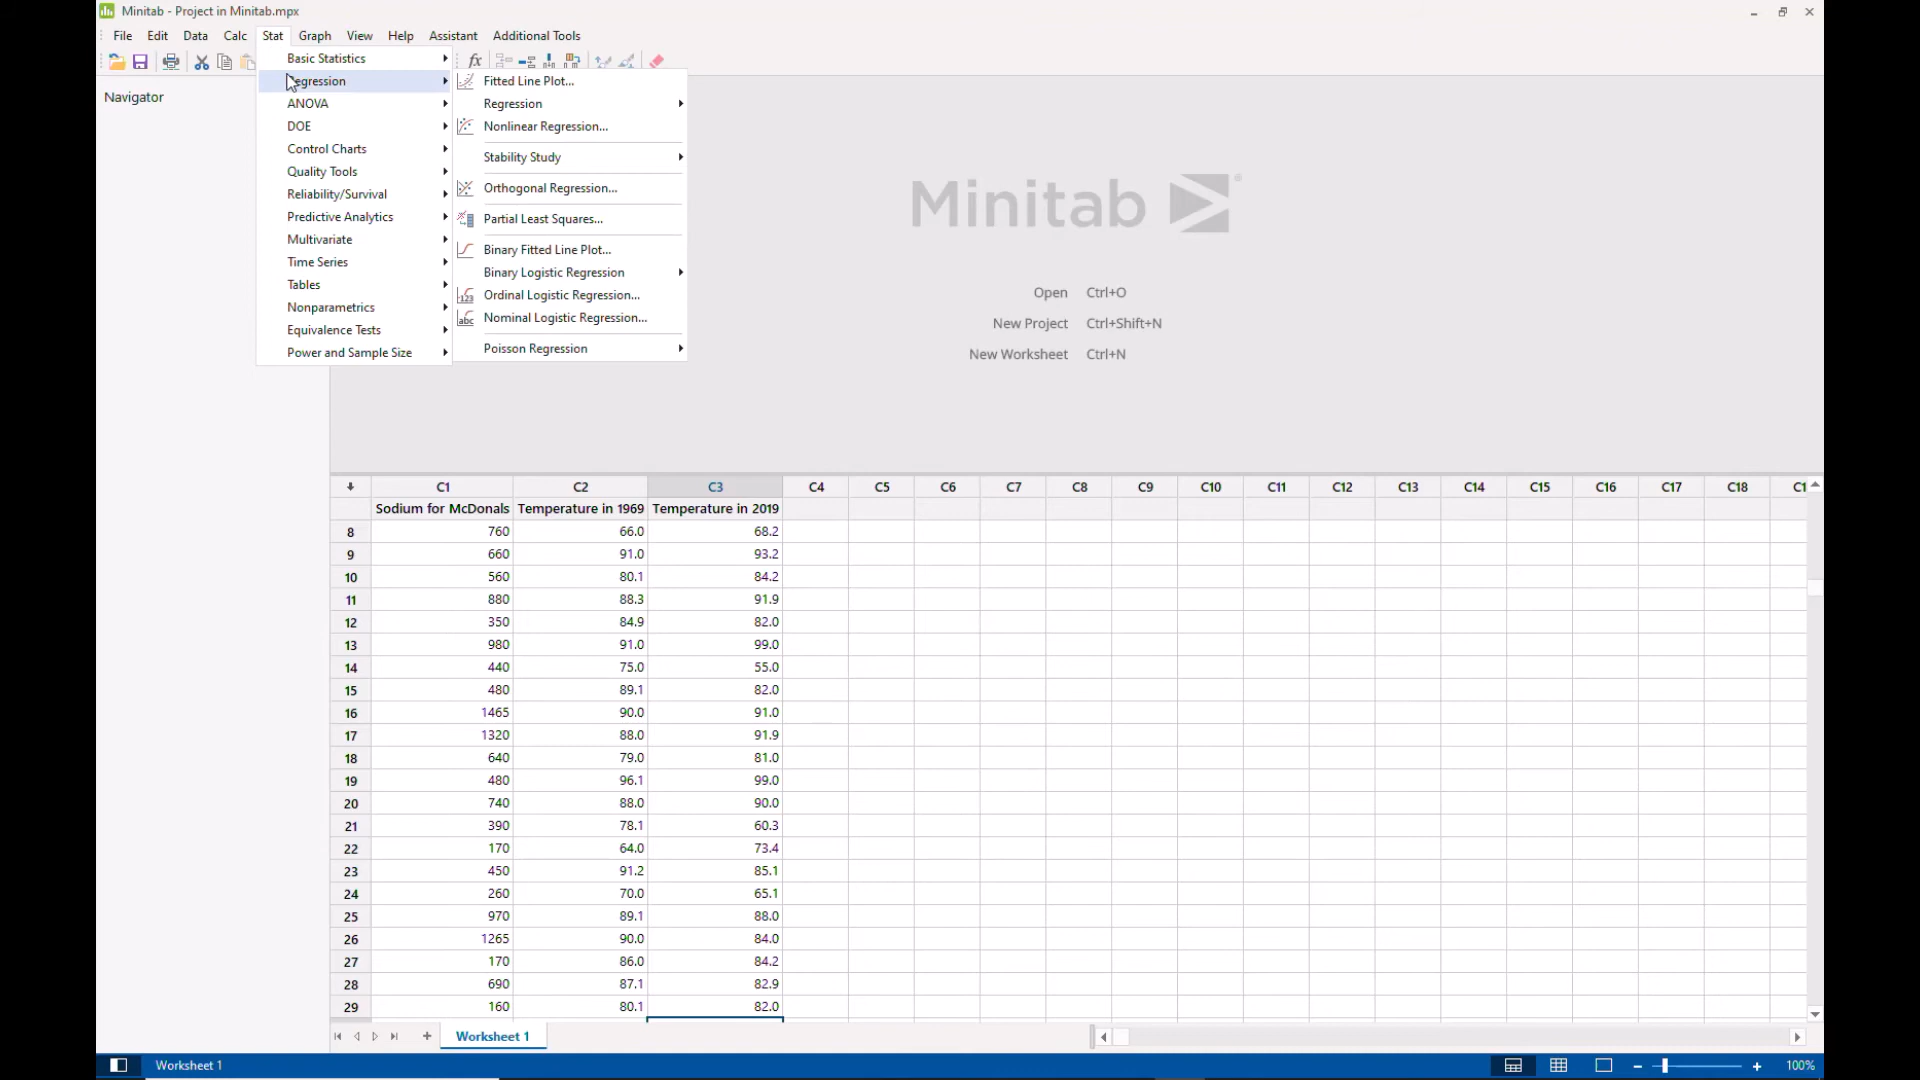 Minitab - Project in Minitab.mpx
File Edit Data Calc Stat Graph View Help Assistant Additional Tools
fx
Navigator
Basic Statistics
Regression
ANOVA
DOE
Control Charts
Quality Tools
Reliability/Survival
Predictive Analytics
Multivariate
Time Series
Tables
Nonparametrics
Equivalence Tests
Power and Sample Size
Fitted Line Plot...
Regression
Nonlinear Regression...
Stability Study
Orthogonal Regression...
Partial Least Squares...
Binary Fitted Line Plot...
Binary Logistic Regression
Ordinal Logistic Regression...
Nominal Logistic Regression...
Poisson Regression
Minitab
Open Ctrl+O
New Project Ctrl+Shift+N
New Worksheet Ctrl+N
C1 C2 C3 C4 C5 C6 C7 C8 C9 C10 C11 C12 C13 C14 C15 C16 C17 C18 C1
Sodium for McDonals Temperature in 1969 Temperature in 2019
8 760 66.0 68.2
9 660 91.0 93.2
10 560 80.1 84.2
11 880 88.3 91.9
12 350 84.9 82.0
13 980 91.0 99.0
14 440 75.0 55.0
15 480 89.1 82.0
16 1465 90.0 91.0
17 1320 88.0 91.9
18 640 79.0 81.0
19 480 96.1 99.0
20 740 88.0 90.0
21 390 78.1 60.3
22 170 64.0 73.4
23 450 91.2 85.1
24 260 70.0 65.1
25 970 89.1 88.0
26 1265 90.0 84.0
27 170 86.0 84.2
28 690 87.1 82.9
29 160 80.1 82.0
Worksheet 1
Worksheet 1 100%